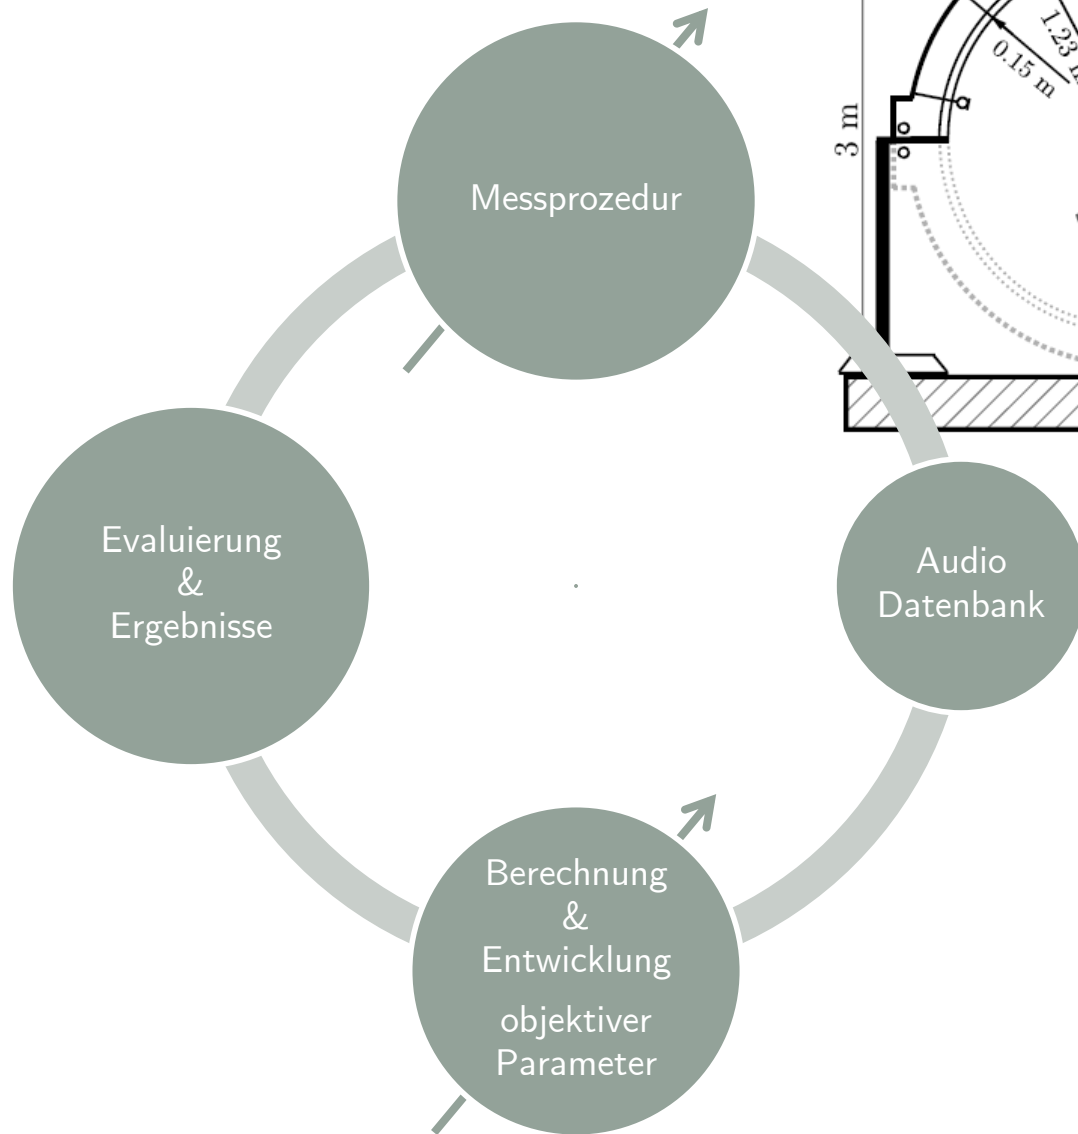 Messprozedur
3 m
0.15 m
1.23 m
Evaluierung
&
Ergebnisse
Audio
Datenbank
Berechnung
&
Entwicklung
objektiver
Parameter